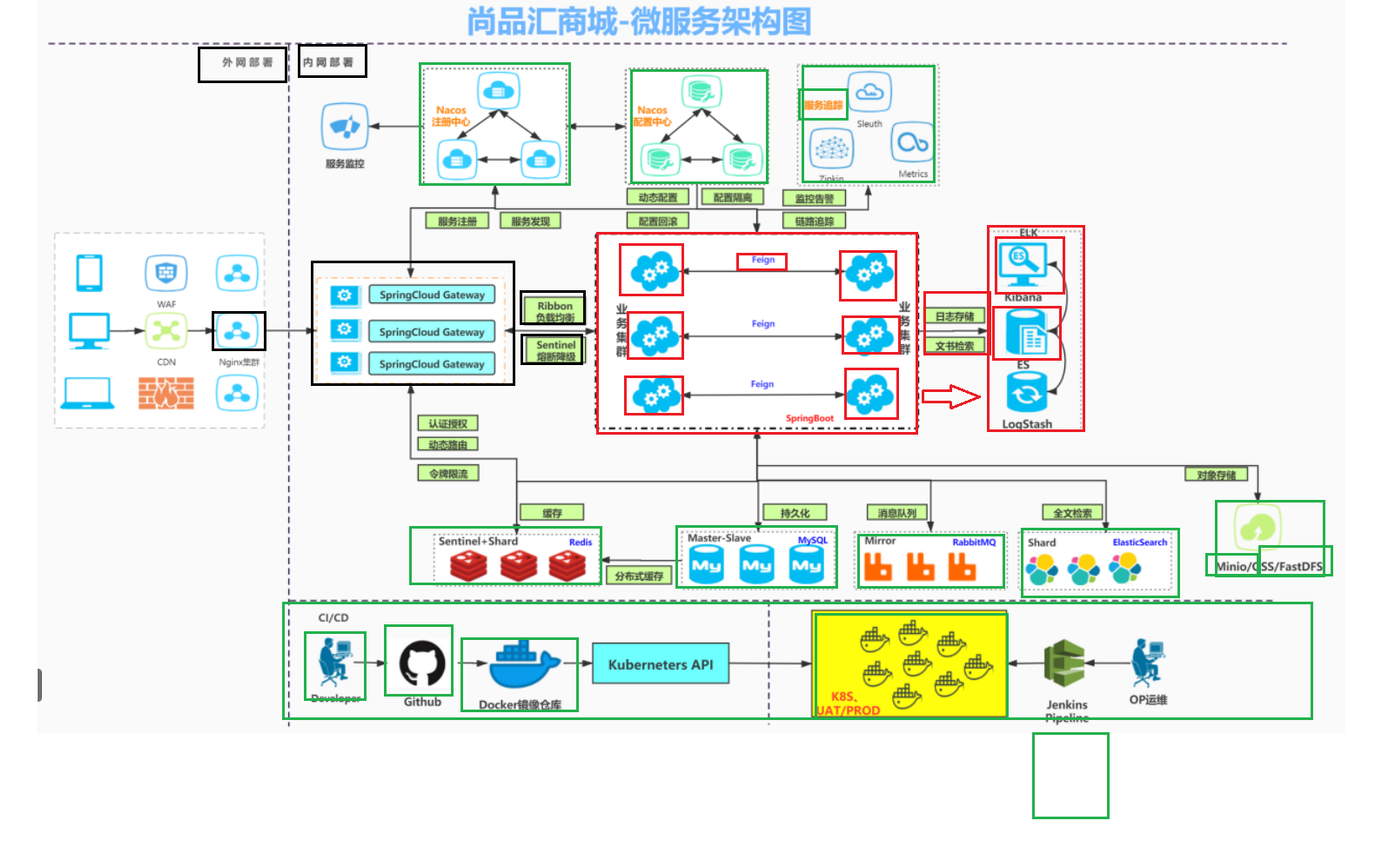 尚品汇商城-微服务架构图
外网部署
内网部署
服务监控
Nacos
注册中心
Nacos
配置中心
服务追踪
Sleuth
Zipkin
Metrics
服务注册
服务发现
动态配置
配置隔离
配置回滚
监控告警
链路追踪
WAF
CDN
Nginx集群
SpringCloud Gateway
SpringCloud Gateway
SpringCloud Gateway
Ribbon
负载均衡
Sentinel
熔断降级
业务集群
Feign
Feign
Feign
业务集群
SpringBoot
日志存储
文书检索
ELK
Kibana
ES
ES
LogStash
认证授权
动态路由
令牌限流
缓存
持久化
消息队列
全文检索
对象存储
Sentinel+Shard
Redis
分布式缓存
Master-Slave
MySQL
My
My
My
Mirror
RabbitMQ
Shard
ElasticSearch
Minio/OSS/FastDFS
CI/CD
Developer
Github
Docker镜像仓库
Kuberneters API
K8S、
UAT/PROD
Jenkins
Pipeline
OP运维